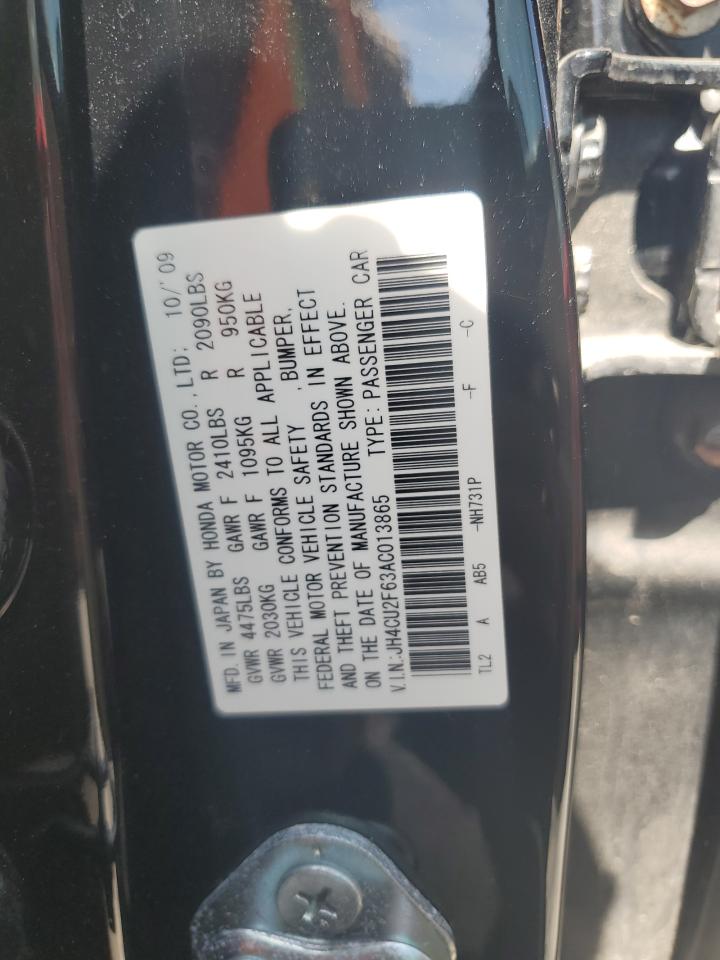 MFD. IN JAPAN BY HONDA MOTOR CO., LTD; 10/'09
GVWR 4475LBS GAWR F 2410LBS R 2090LBS
GVWR 2030KG GAWR F 1095KG R 950KG
THIS VEHICLE CONFORMS TO ALL APPLICABLE
FEDERAL MOTOR VEHICLE SAFETY , BUMPER,
AND THEFT PREVENTION STANDARDS IN EFFECT
ON THE DATE OF MANUFACTURE SHOWN ABOVE.
V.I.N.:JH4CU2F63AC013865 TYPE: PASSENGER CAR
TL2 A AB5 -NH731P -F -C